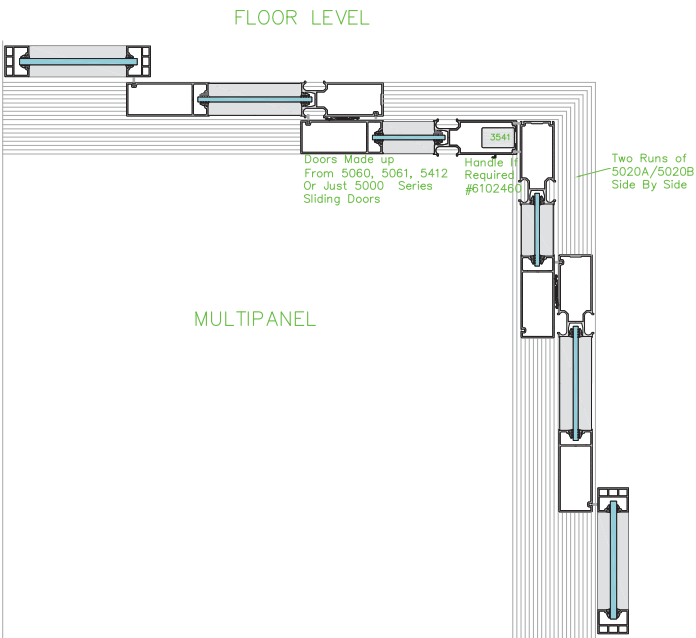 FLOOR LEVEL
3541
Doors Made up
From 5060, 5061, 5412
Or Just 5000 Series
Sliding Doors
Handle If
Required
#6102460
Two Runs of
5020A/5020B
Side By Side
MULTIPANEL